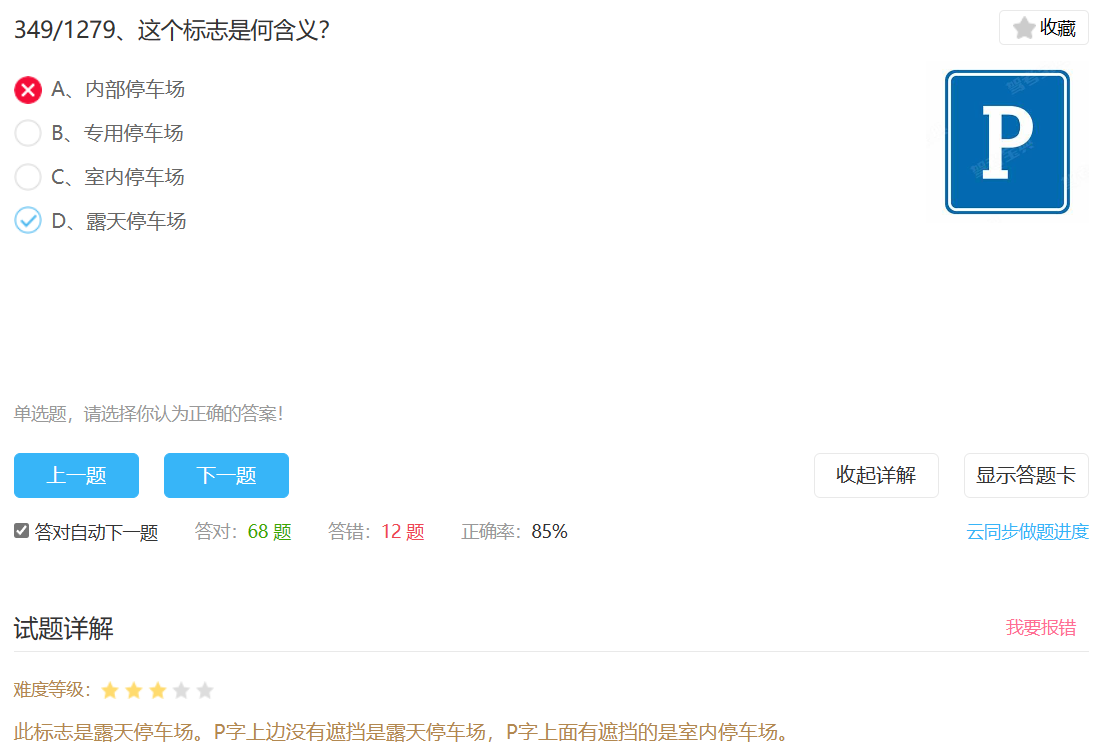 349/1279、这个标志是何含义？
收藏
A、内部停车场
B、专用停车场
C、室内停车场
D、露天停车场
P
单选题，请选择你认为正确的答案！
上一题
下一题
收起详解
显示答题卡
答对自动下一题
答对：68 题
答错：12 题
正确率：85%
云同步做题进度
试题详解
我要报错
难度等级：
此标志是露天停车场。P字上边没有遮挡是露天停车场，P字上面有遮挡的是室内停车场。